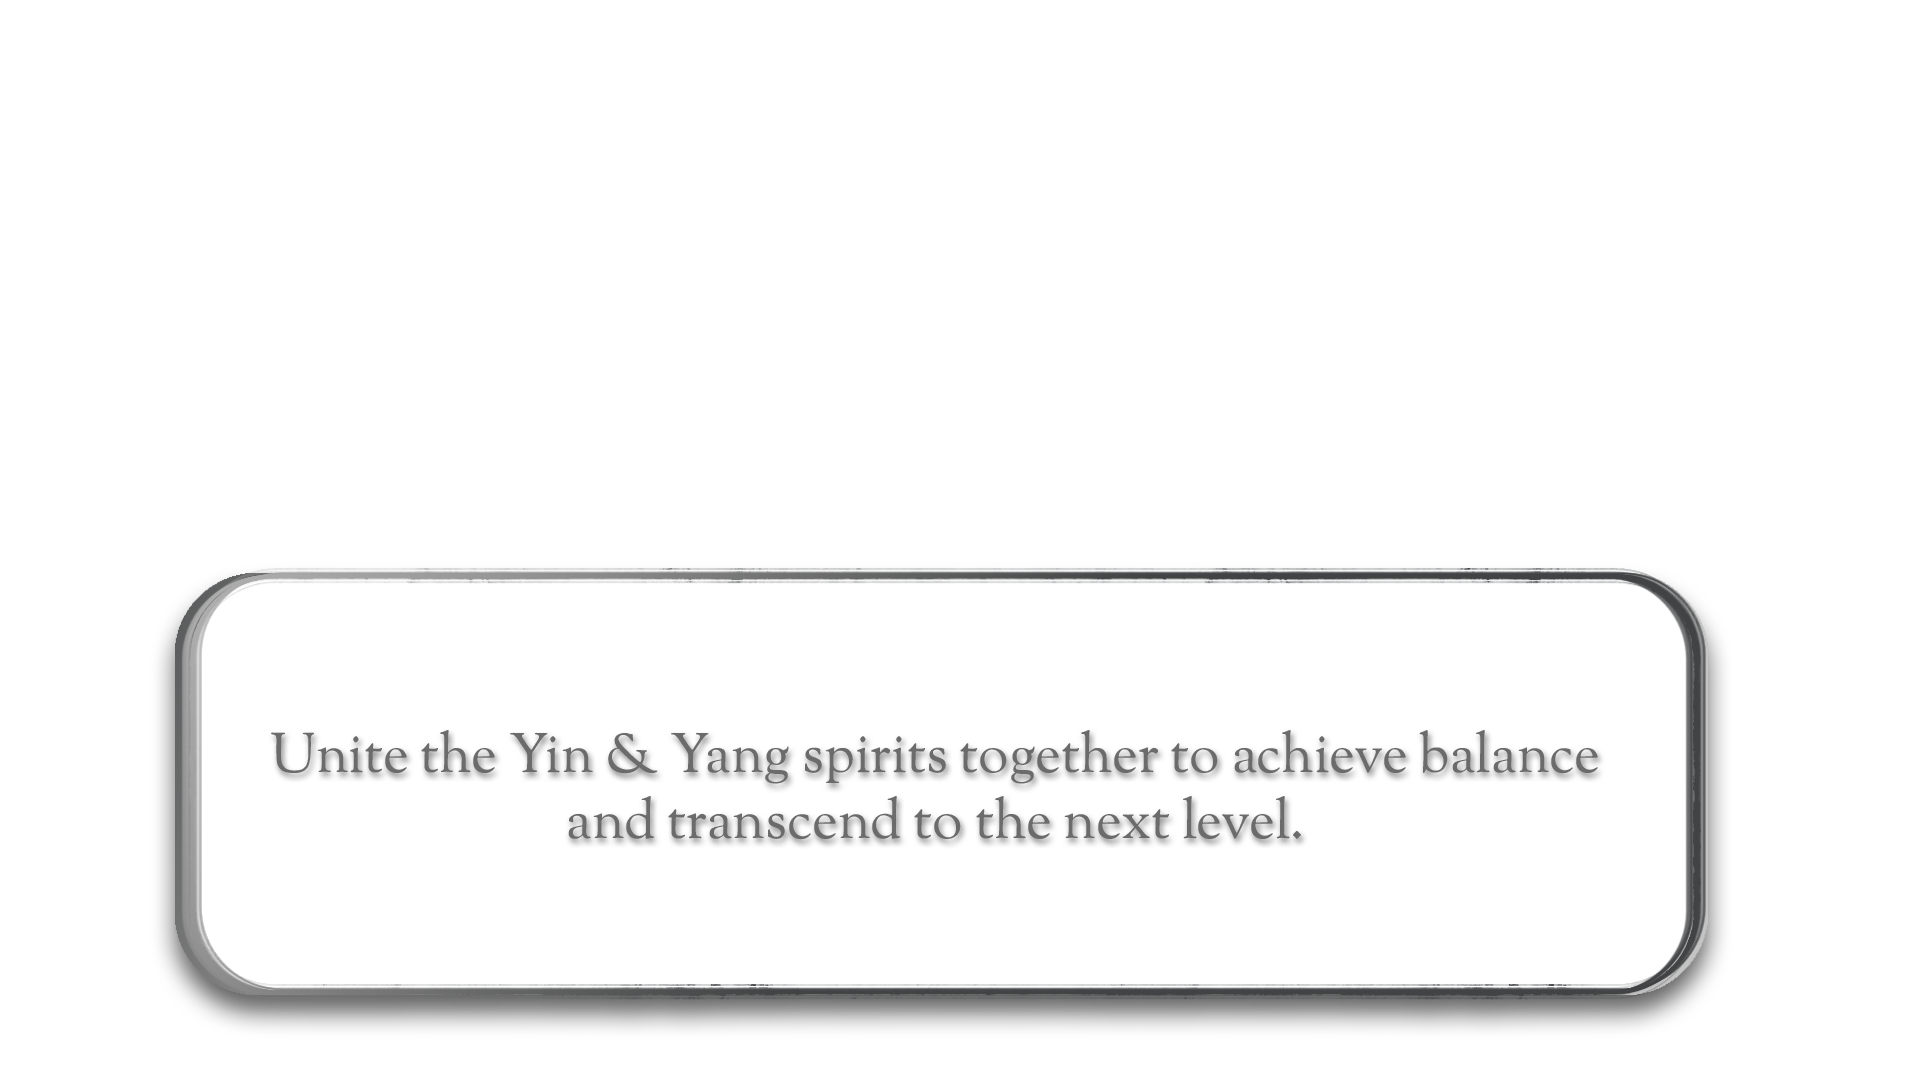 Unite the Yin & Yang spirits together to achieve balance
and transcend to the next level.